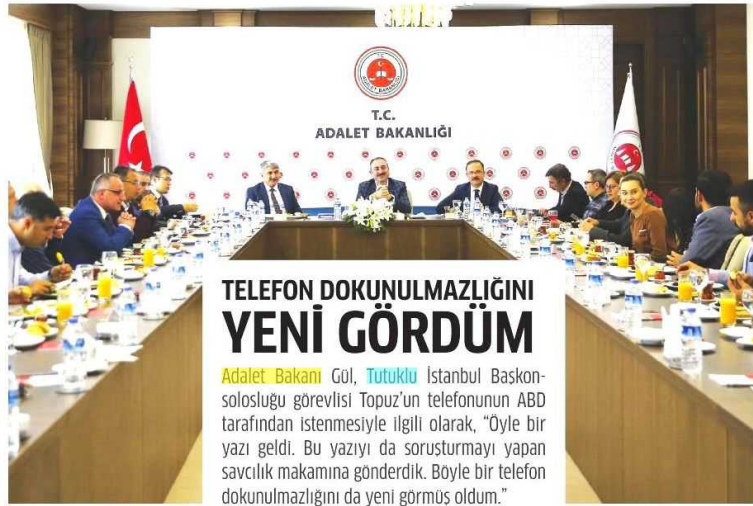 T.C.
ADALET BAKANLIĞI
TELEFON DOKUNULMAZLIĞINI
YENİ GÖRDÜM
Adalet Bakanı Gül, Tutuklu İstanbul Başkon-
solosluğu görevlisi Topuz’un telefonunun ABD
tarafından istenmesiyle ilgili olarak, “Öyle bir
yazı geldi. Bu yazıyı da soruşturmayı yapan
savcılık makamına gönderdik. Böyle bir telefon
dokunulmazlığını da yeni görmüş oldum.”